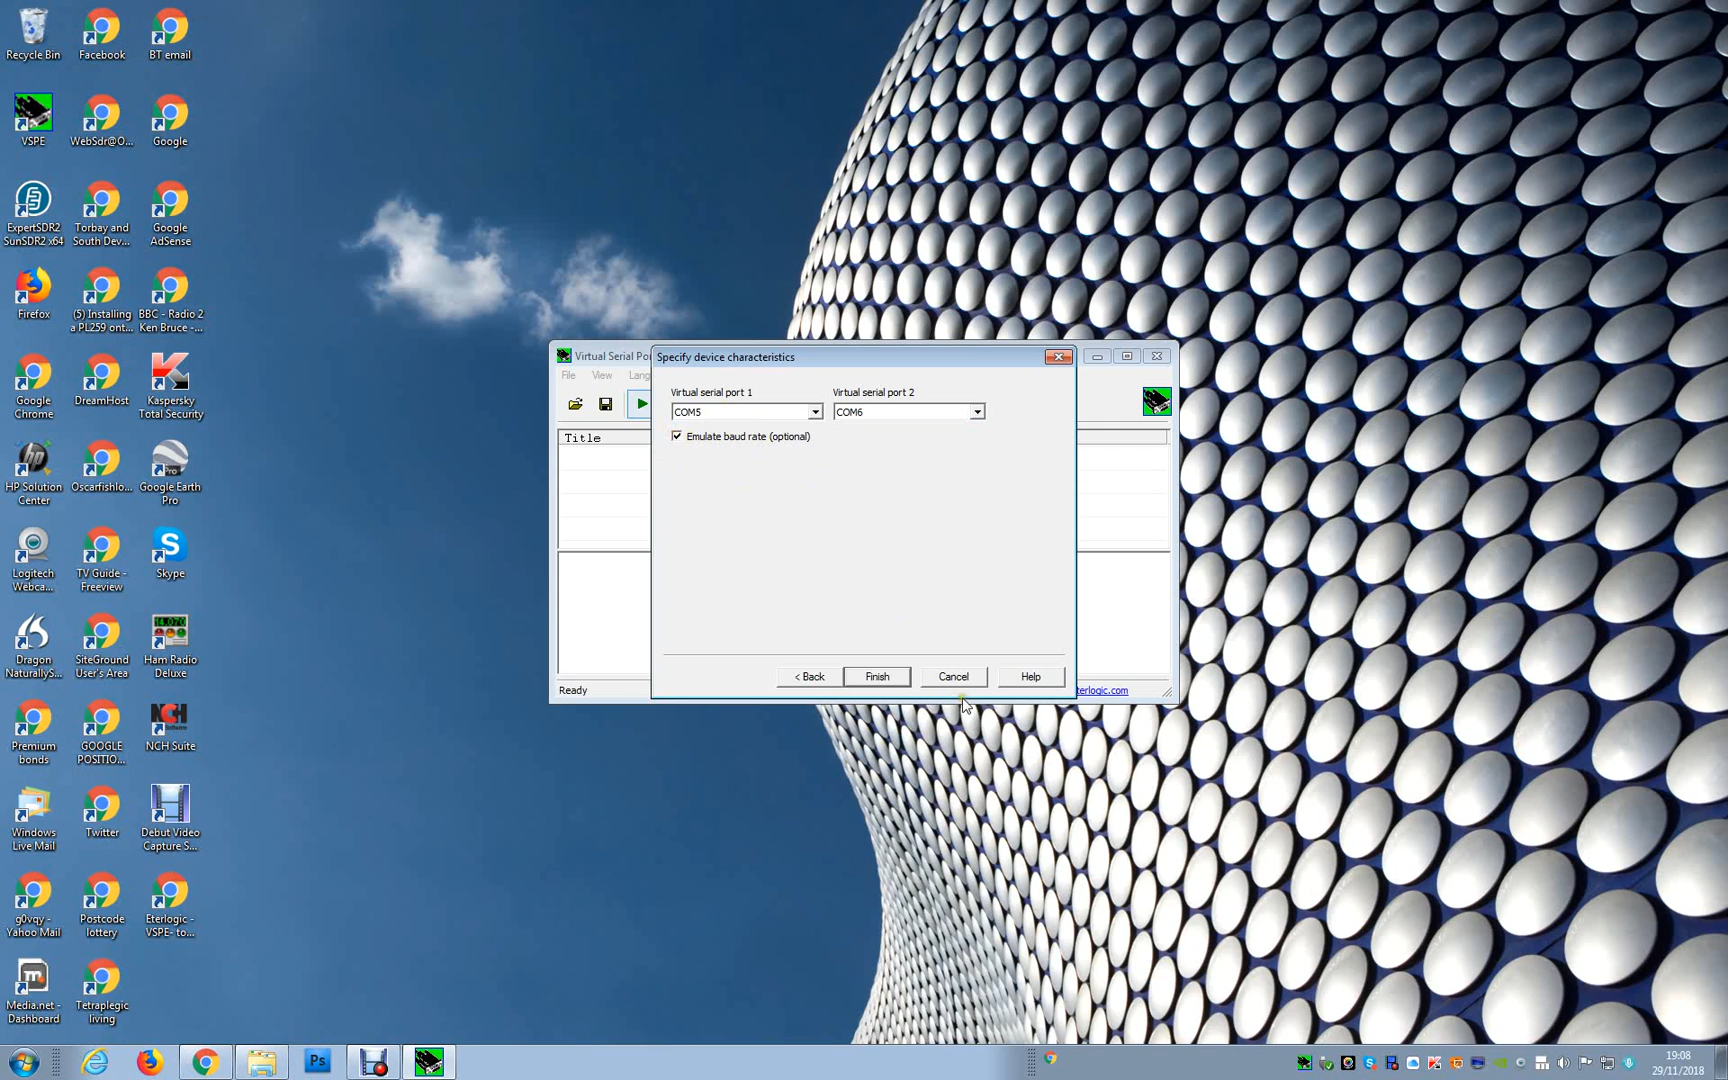 Recycle Bin
Facebook
BT email
VSPE
WebSdr@O...
Google
ExpertSDR2
SunSDR2 x64
Torbay and
South Dev...
Google
AdSense
Firefox
(5) Installing
a PL259 ont...
BBC - Radio 2
Ken Bruce -...
Google
Chrome
DreamHost
Kaspersky
Total Security
HP Solution
Center
Oscarfishlo...
Google Earth
Pro
Logitech
Webca...
TV Guide -
Freeview
Skype
Dragon
NaturallyS...
SiteGround
User's Area
14.070
Ham Radio
Deluxe
Premium
bonds
GOOGLE
POSITIO...
NCH
NCH Suite
Windows
Live Mail
Twitter
Debut Video
Capture S...
g0vqy -
Yahoo Mail
Postcode
lottery
Eterlogic -
VSPE- to...
Media.net -
Dashboard
Tetraplegic
living
Virtual Serial Po
File
View
Lang
Title
Ready
terlogic.com
Specify device characteristics
Virtual serial port 1
Virtual serial port 2
COM5
COM6
Emulate baud rate (optional)
< Back
Finish
Cancel
Help
Ps
19:08
29/11/2018